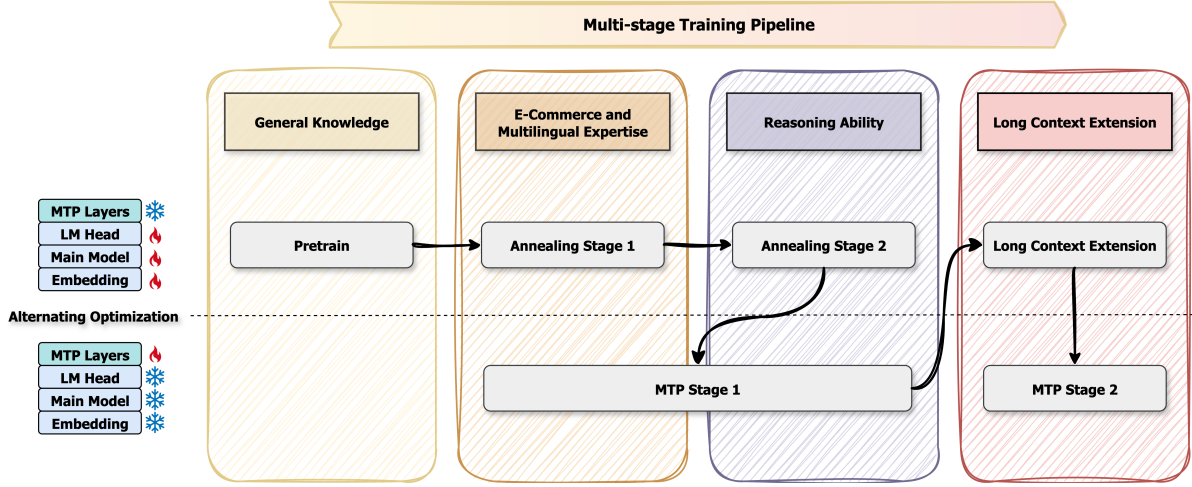 Multi-stage Training Pipeline
General Knowledge
E-Commerce and
Multilingual Expertise
Reasoning Ability
Long Context Extension
MTP Layers
LM Head
Main Model
Embedding
Pretrain
Annealing Stage 1
Annealing Stage 2
Long Context Extension
Alternating Optimization
MTP Layers
LM Head
Main Model
Embedding
MTP Stage 1
MTP Stage 2